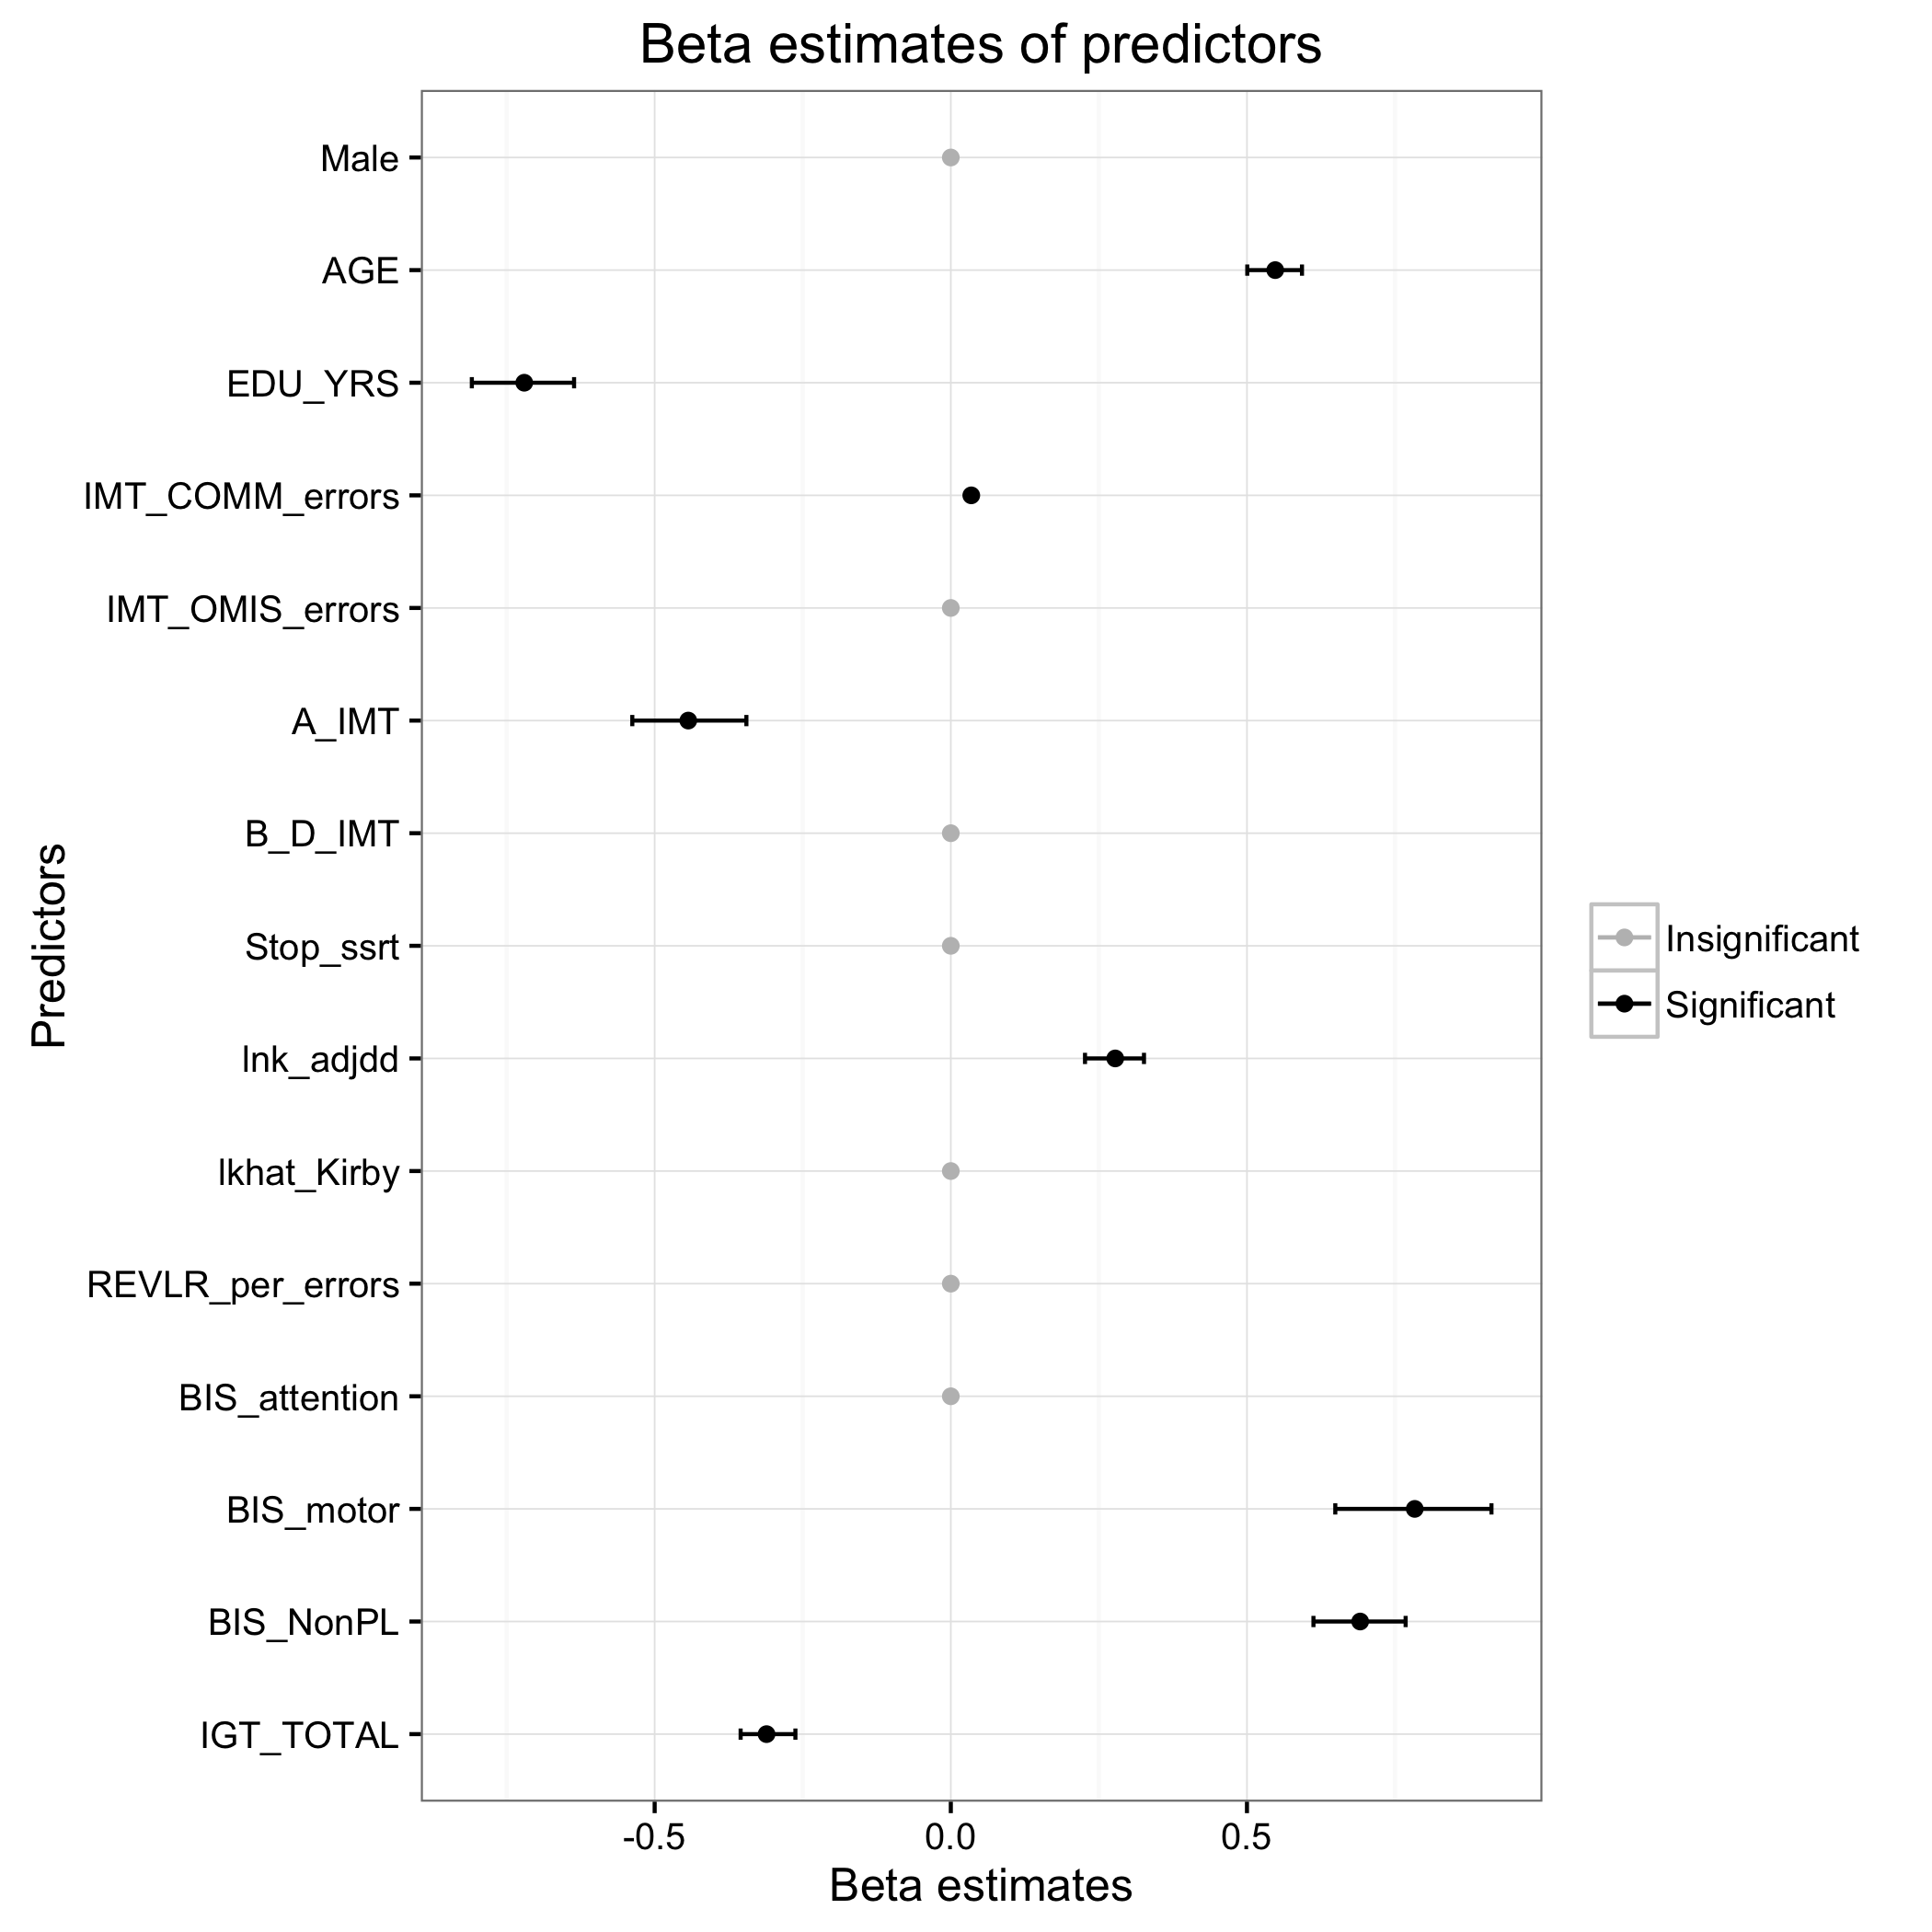 Beta estimates of predictors
Male
AGE
EDU_YRS
IMT_COMM_errors
IMT_OMIS_errors
A_IMT
B_D_IMT
Stop_ssrt
lnk_adjdd
lkhat_Kirby
REVLR_per_errors
BIS_attention
BIS_motor
BIS_NonPL
IGT_TOTAL
Predictors
-0.5 0.0 0.5
Beta estimates
Insignificant
Significant